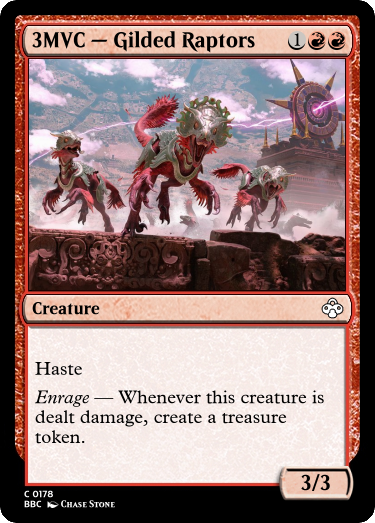 3MVC — Gilded Raptors 1
Creature
Haste
Enrage — Whenever this creature is
dealt damage, create a treasure
token.
3/3
C 0178
BBC Chase Stone